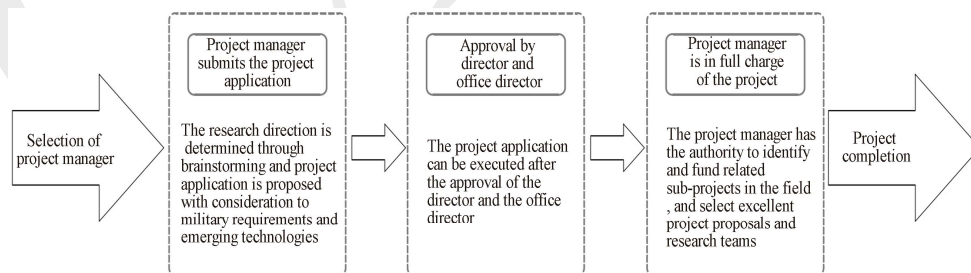 Selection of
project manager
Project manager
submits the project
application
The research direction is
determined through
brainstorming and project
application is proposed
with consideration to
military requirements and
emerging technologies
Approval by
director and
office director
The project application
can be executed after
the approval of the
director and the office
director
Project manager
is in full charge
of the project
The project manager has
the authority to identify
and fund related
sub-projects in the field
, and select excellent
project proposals and
research teams
Project
completion